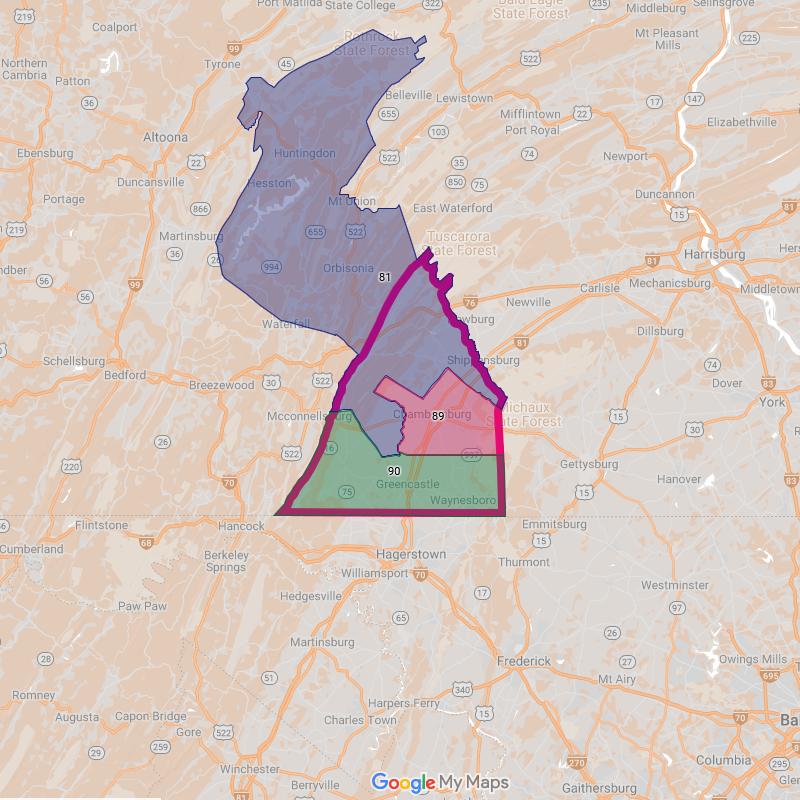 219
Port Matilda
State College
Bald Eagle
State Forest
235
Middleburg
Selinsgrove
Coalport
Rothrock
State Forest
522
Mt Pleasant
Mills
225
99
Northern
Cambria
Tyrone
45
Patton
36
Belleville
Lewistown
17
147
655
Mifflintown
22
Port Royal
Elizabethville
103
Altoona
Ebensburg
22
Huntingdon
522
35
74
Newport
Duncansville
Hesston
850
75
Portage
Mt Union
Duncannon
866
East Waterford
15
81
219
Martinsburg
655
522
Tuscarora
State Forest
Harrisburg
36
26
994
Orbisonia
81
Mechanicsburg
56
99
Carlisle
Middletown
56
76
Newville
Waterfall
Dillsburg
81
Schellsburg
522
Shippensburg
74
Bedford
Breezewood
30
Dover
York
Mcconnellsburg
Chambersburg
89
Michaux
State Forest
15
30
522
16
220
90
Gettysburg
70
75
Greencastle
Waynesboro
15
Hanover
83
Flintstone
Hancock
Emmitsburg
Cumberland
68
15
Hagerstown
Berkeley
Springs
Thurmont
Williamsport
70
Westminster
Paw Paw
Hedgesville
17
97
65
26
Martinsburg
28
Frederick
27
Owings Mills
51
Mt Airy
695
Romney
340
70
Harpers Ferry
Augusta
Capon Bridge
15
Charles Town
Gore
522
29
259
Columbia
295
Winchester
270
Berryville
Google My Maps
Gaithersburg